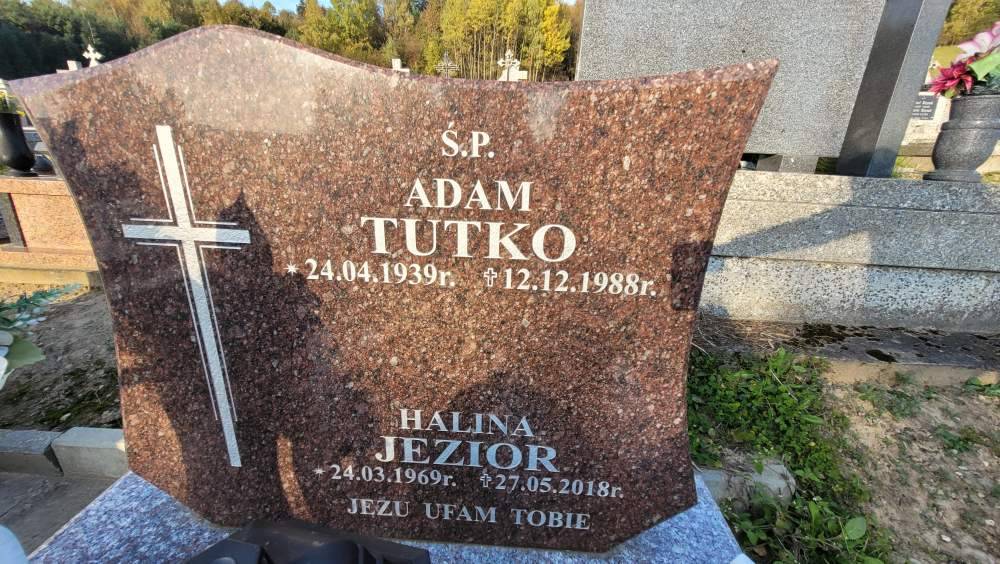 Ś.P.
ADAM
TUTKO
* 24.04.1939r. ✝12.12.1988r.
HALINA
JEZIOR
* 24.03.1969r. ✝27.05.2018r.
JEZU UFAM TOBIE